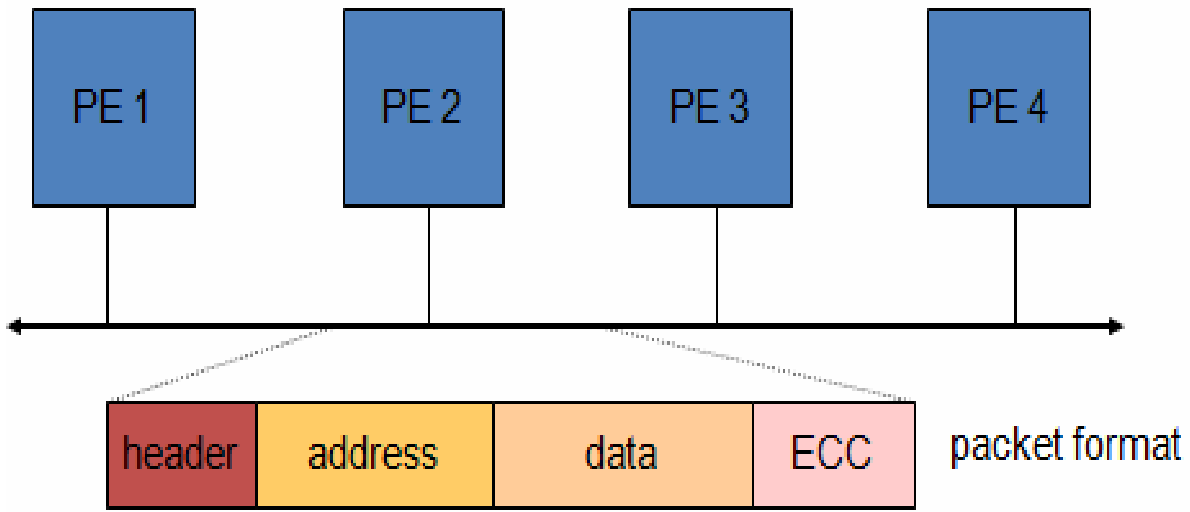 PE 1
PE 2
PE 3
PE 4
header
address
data
ECC
packet format